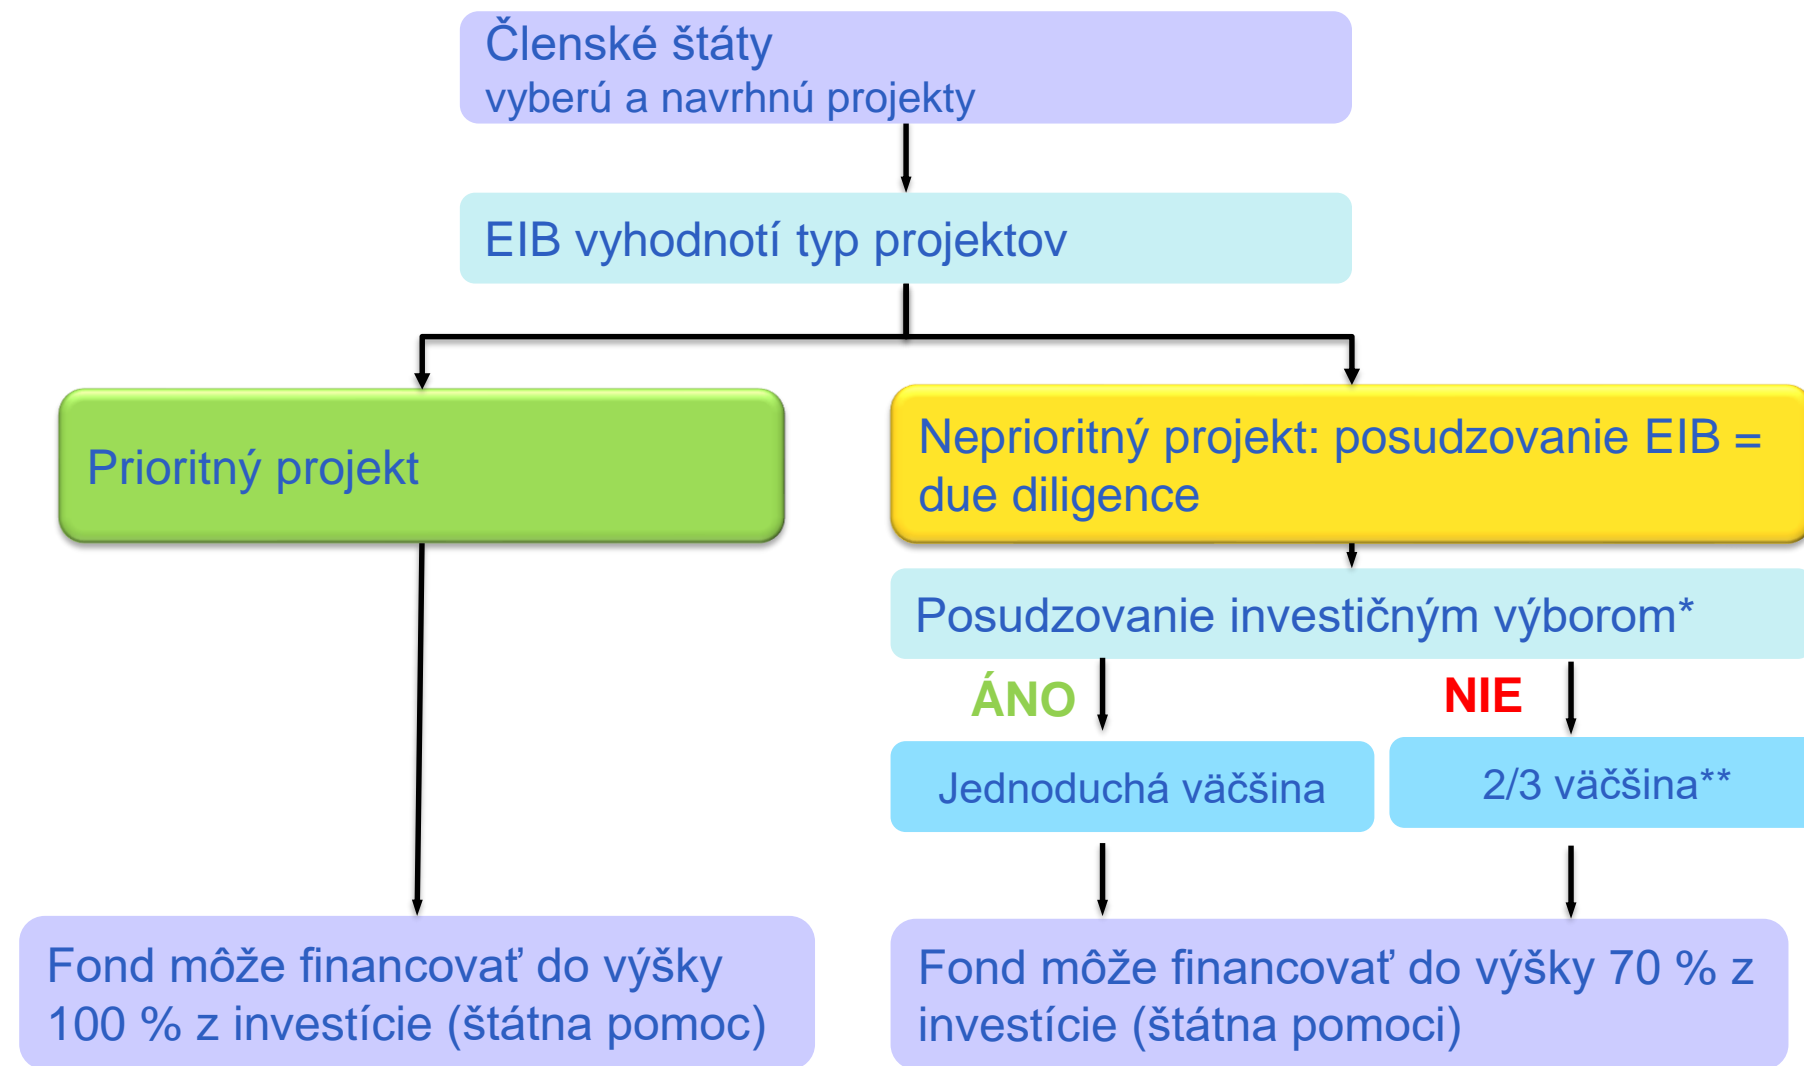 Členské štáty
vyberú a navrhnú projekty
EIB vyhodnotí typ projektov
Prioritný projekt
Neprioritný projekt: posudzovanie EIB =
due diligence
Posudzovanie investičným výborom*
ÁNO
NIE
Jednoduchá väčšina
2/3 väčšina**
Fond môže financovať do výšky
100 % z investície (štátna pomoc)
Fond môže financovať do výšky 70 % z
investície (štátna pomoci)